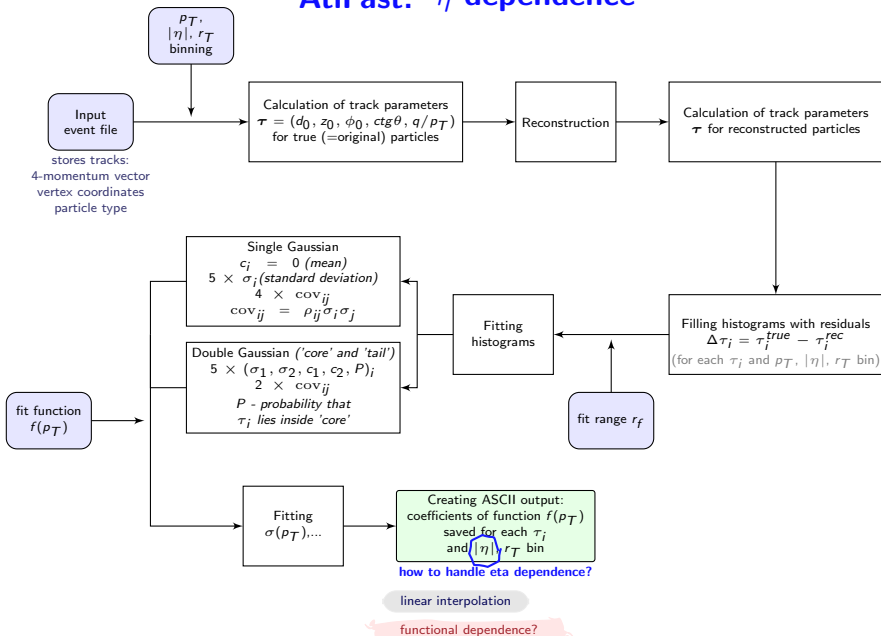 Atlfast: η dependence
p_T,
|η|, r_T
binning
Input
event file
stores tracks:
4-momentum vector
vertex coordinates
particle type
Calculation of track parameters
τ = (d_0, z_0, ϕ_0, ctgθ, q/p_T)
for true (=original) particles
Reconstruction
Calculation of track parameters
τ for reconstructed particles
Single Gaussian
c_i = 0 (mean)
5 × σ_i (standard deviation)
4 × cov_ij
cov_ij = ρ_ij σ_i σ_j
Double Gaussian ('core' and 'tail')
5 × (σ_1, σ_2, c_1, c_2, P)_i
2 × cov_ij
P - probability that
τ_i lies inside 'core'
Fitting
histograms
Filling histograms with residuals
Δτ_i = τ_i^true − τ_i^rec
(for each τ_i and p_T, |η|, r_T bin)
fit function
f(p_T)
fit range r_f
Fitting
σ(p_T),...
Creating ASCII output:
coefficients of function f(p_T)
saved for each τ_i
and |η|, r_T bin
how to handle eta dependence?
linear interpolation
functional dependence?